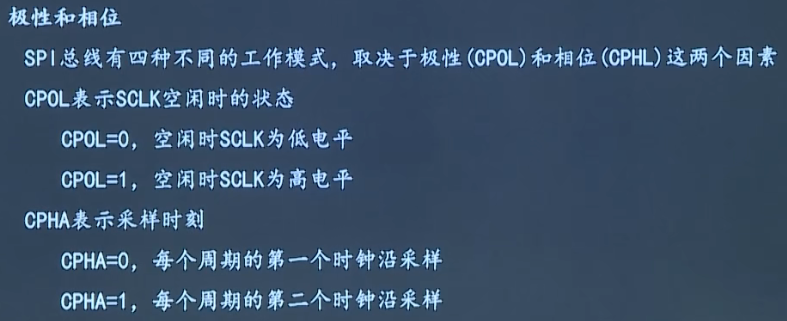 极性和相位
SPI总线有四种不同的工作模式，取决于极性(CPOL)和相位(CPHL)这两个因素
CPOL表示SCLK空闲时的状态
CPOL=0，空闲时SCLK为低电平
CPOL=1，空闲时SCLK为高电平
CPHA表示采样时刻
CPHA=0，每个周期的第一个时钟沿采样
CPHA=1，每个周期的第二个时钟沿采样